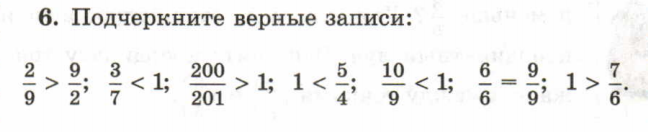 6. Подчеркните верные записи:
2/9 > 9/2; 3/7 < 1; 200/201 > 1; 1 < 5/4; 10/9 < 1; 6/6 = 9/9; 1 > 7/6.